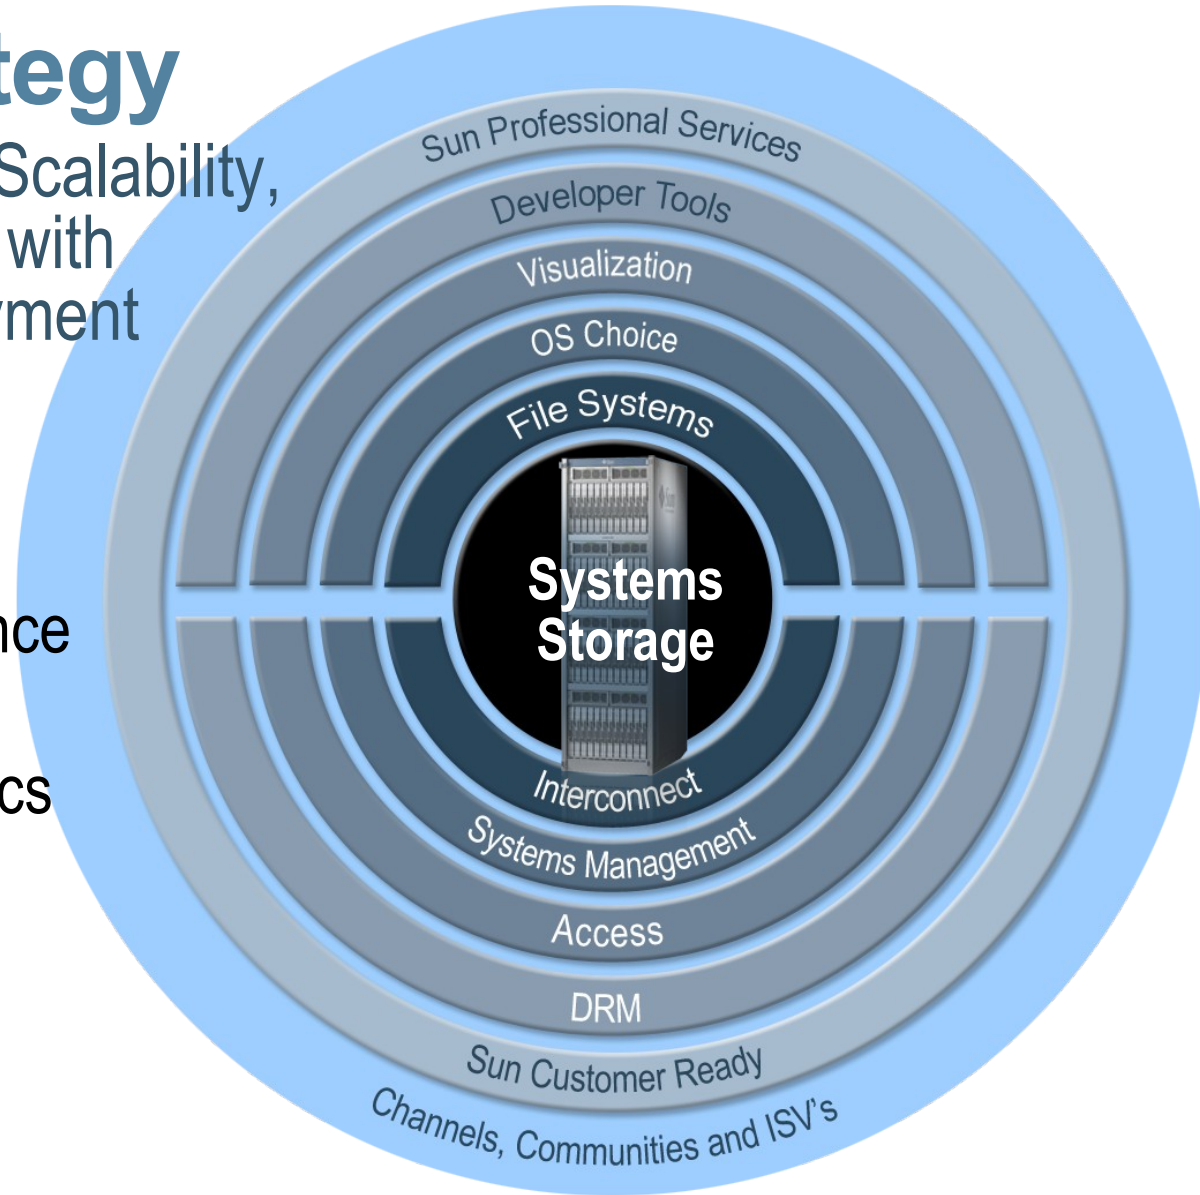 tegy
Scalability,
with
yment
nce
cs
Sun Professional Services
Developer Tools
Visualization
OS Choice
File Systems
Sun
Systems
Storage
Interconnect
Systems Management
Access
DRM
Sun Customer Ready
Channels, Communities and ISV's